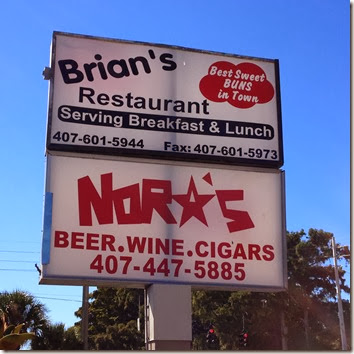 Brian's
Best Sweet
BUNS
in Town
Restaurant
Serving Breakfast & Lunch
407-601-5944 Fax: 407-601-5973
NORA'S
BEER.WINE.CIGARS
407-447-5885